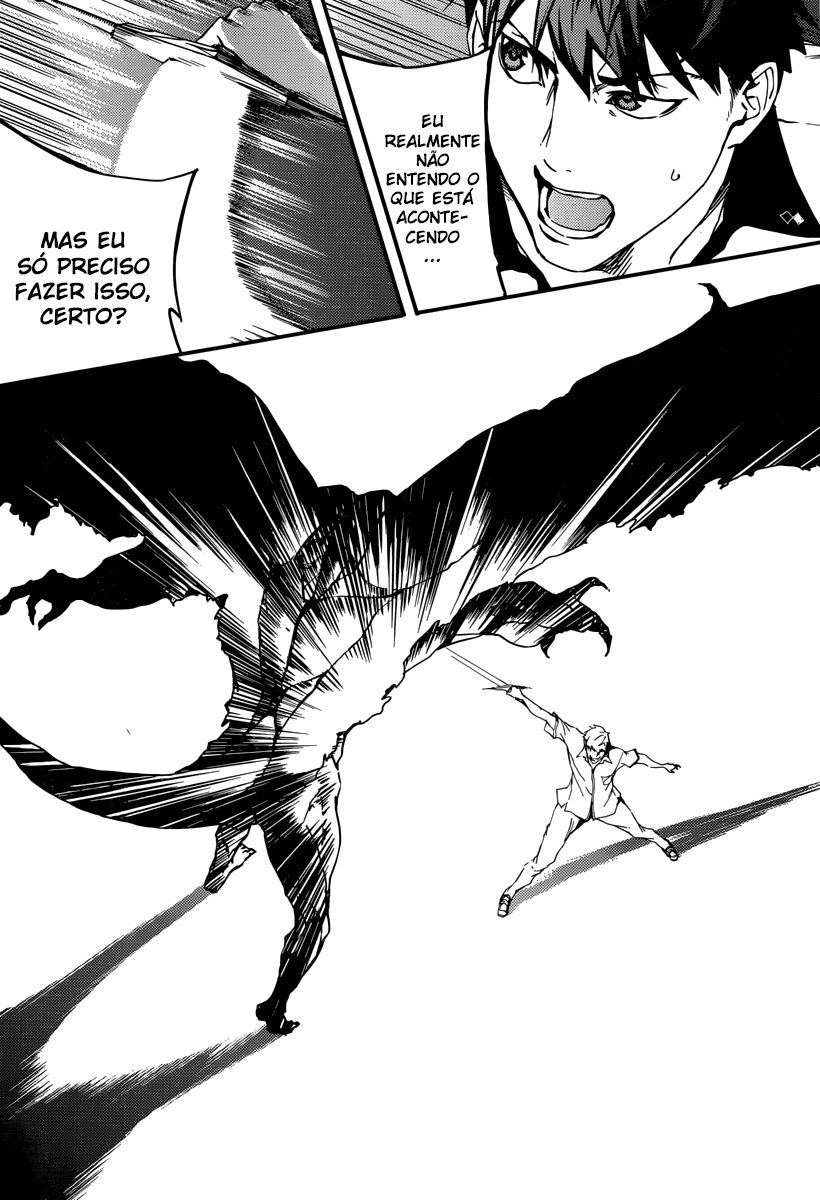 EU
REALMENTE
NÃO
ENTENDO O
QUE ESTÁ
ACONTE-
CENDO
...
MAS EU
SÓ PRECISO
FAZER ISSO,
CERTO?